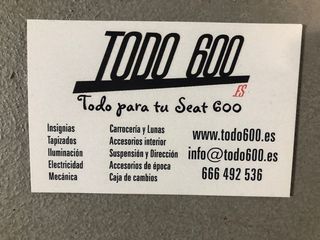 TODO 600
.ES
Todo para tu Seat 600
Insignias
Tapizados
Iluminación
Electricidad
Mecánica
Carrocería y Lunas
Accesorios interior
Suspensión y Dirección
Accesorios de época
Caja de cambios
www.todo600.es
info@todo600.es
666 492 536